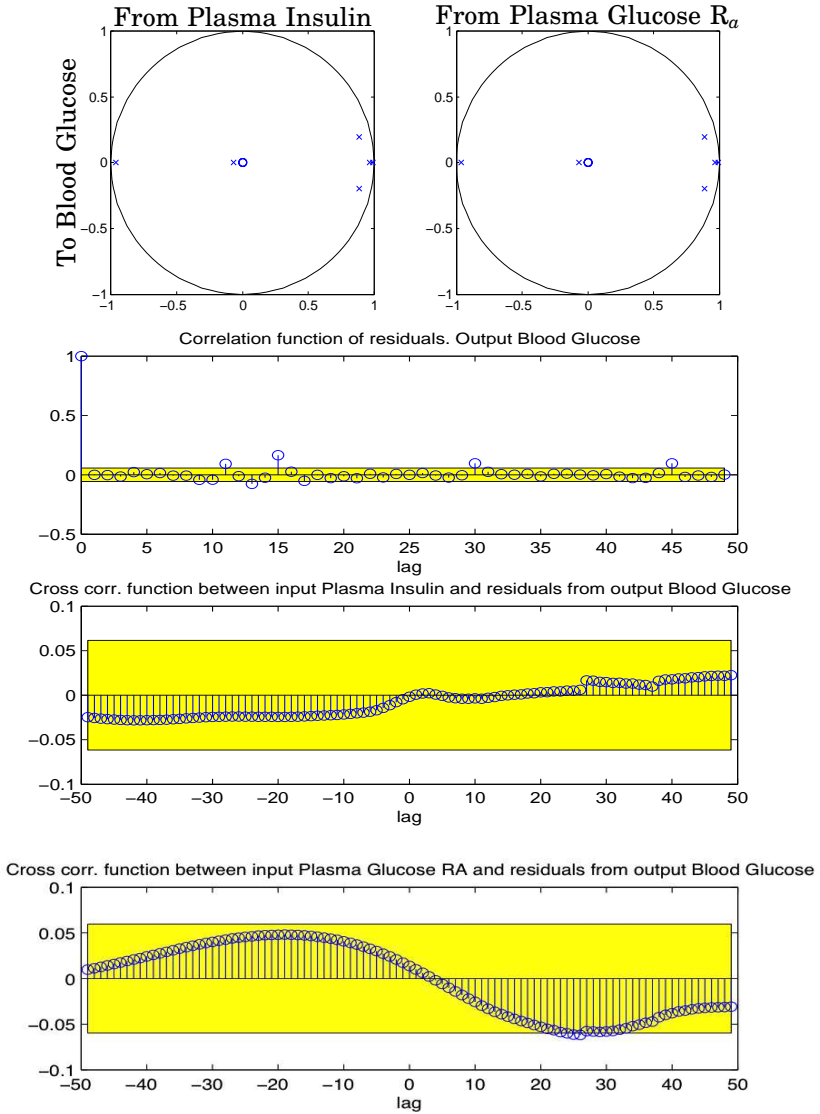 From Plasma Insulin
From Plasma Glucose Rₐ
To Blood Glucose
1
0.5
0
−0.5
−1
−1 −0.5 0 0.5 1
1
0.5
0
−0.5
−1
−1 −0.5 0 0.5 1
Correlation function of residuals. Output Blood Glucose
1
0.5
0
−0.5
0 5 10 15 20 25 30 35 40 45 50
lag
Cross corr. function between input Plasma Insulin and residuals from output Blood Glucose
0.1
0.05
0
−0.05
−0.1
−50 −40 −30 −20 −10 0 10 20 30 40 50
lag
Cross corr. function between input Plasma Glucose RA and residuals from output Blood Glucose
0.1
0.05
0
−0.05
−0.1
−50 −40 −30 −20 −10 0 10 20 30 40 50
lag